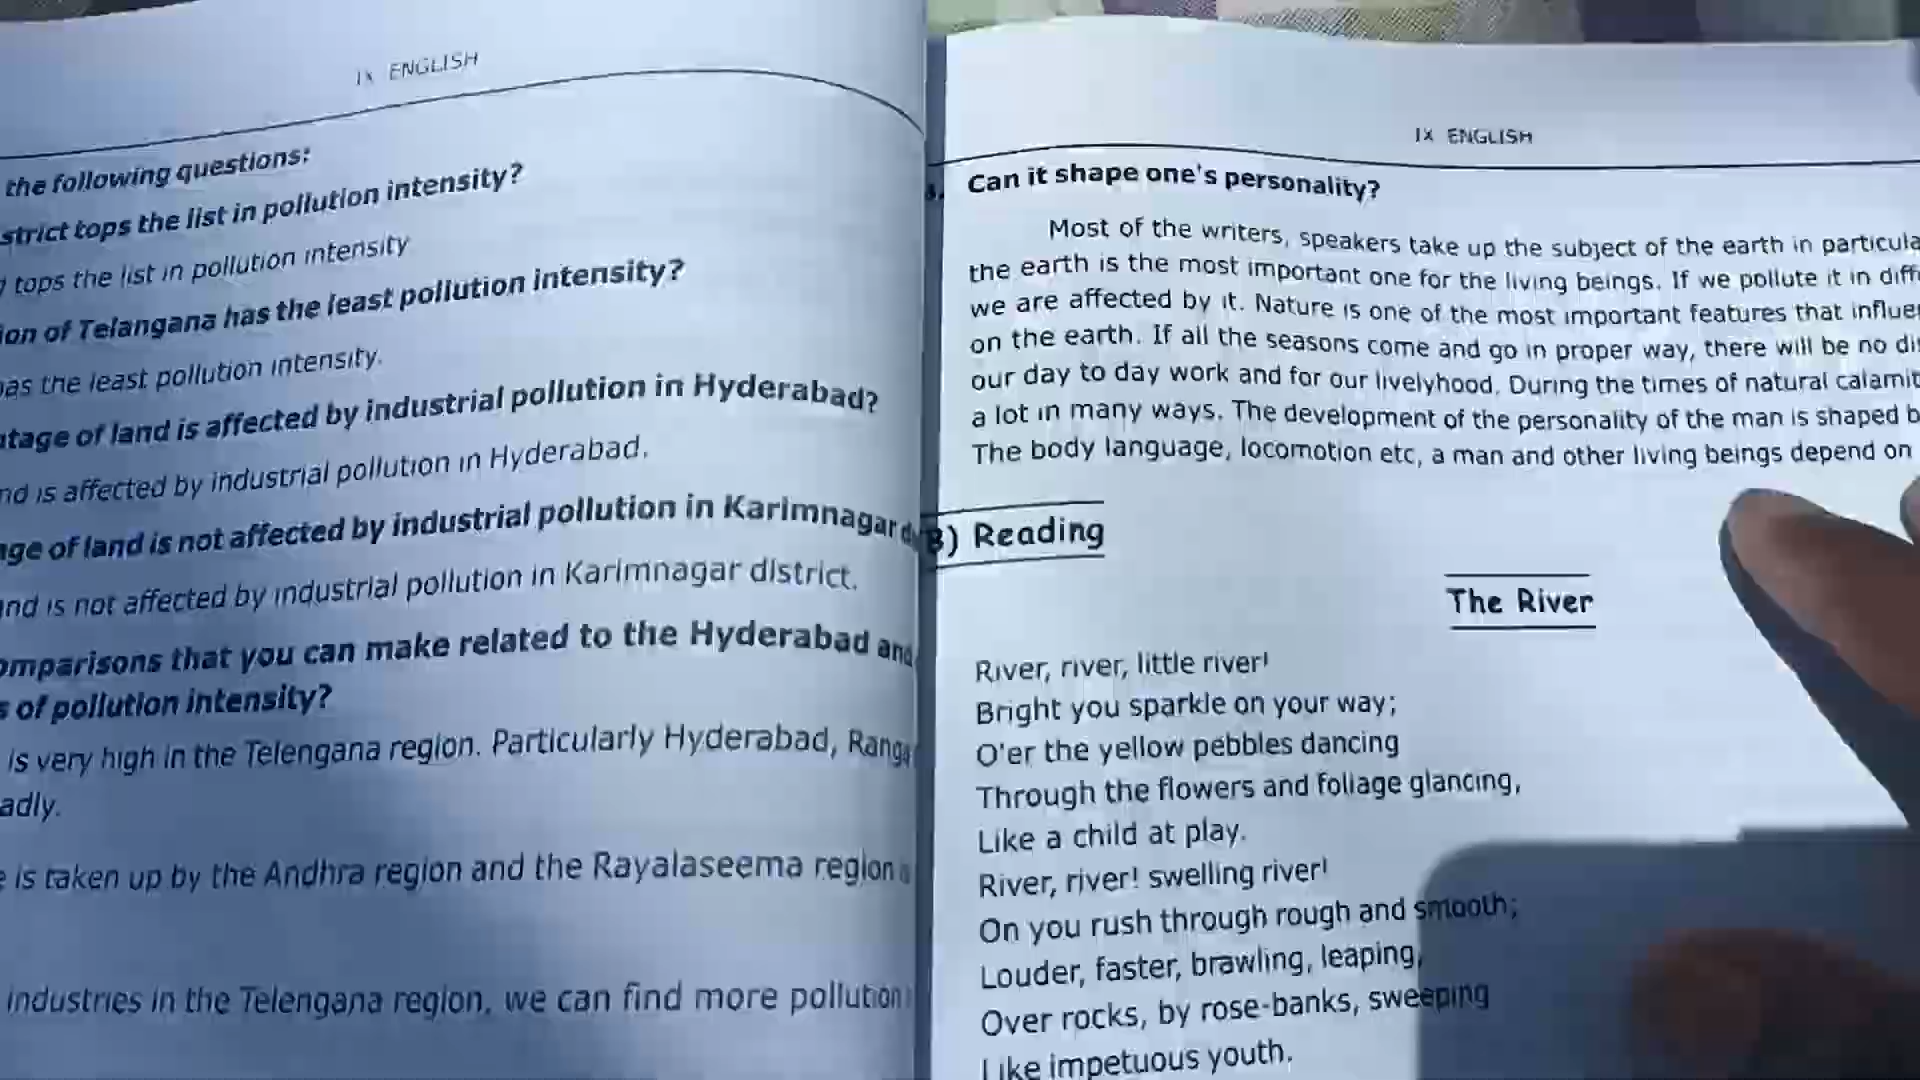 IX ENGLISH
the following questions:
strict tops the list in pollution intensity?
tops the list in pollution intensity
ion of Telangana has the least pollution intensity?
has the least pollution intensity.
tage of land is affected by industrial pollution in Hyderabad?
nd is affected by industrial pollution in Hyderabad.
ge of land is not affected by industrial pollution in Karimnagar
nd is not affected by industrial pollution in Karimnagar district.
omparisons that you can make related to the Hyderabad and
s of pollution intensity?
is very high in the Telengana region. Particularly Hyderabad, Ranga
adly.
is taken up by the Andhra region and the Rayalaseema region
industries in the Telengana region, we can find more pollution
IX ENGLISH
Can it shape one's personality?
Most of the writers, speakers take up the subject of the earth in particula
the earth is the most important one for the living beings. If we pollute it in diff
we are affected by it. Nature is one of the most important features that influe
on the earth. If all the seasons come and go in proper way, there will be no di
our day to day work and for our livelyhood. During the times of natural calamit
a lot in many ways. The development of the personality of the man is shaped b
The body language, locomotion etc, a man and other living beings depend on
B) Reading
The River
River, river, little river!
Bright you sparkle on your way;
O'er the yellow pebbles dancing
Through the flowers and foliage glancing,
Like a child at play.
River, river! swelling river!
On you rush through rough and smooth;
Louder, faster, brawling, leaping,
Over rocks, by rose-banks, sweeping
Like impetuous youth.